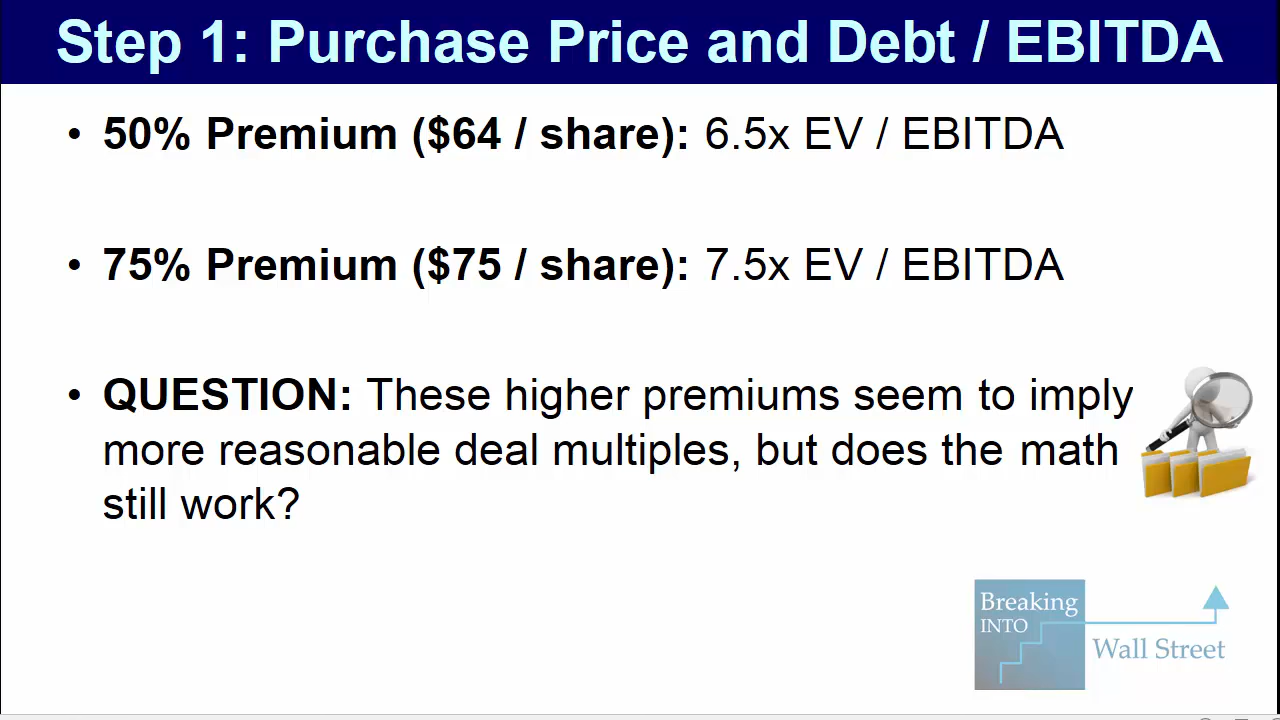 Step 1: Purchase Price and Debt / EBITDA
• 50% Premium ($64 / share): 6.5x EV / EBITDA
• 75% Premium ($75 / share): 7.5x EV / EBITDA
• QUESTION: These higher premiums seem to imply
more reasonable deal multiples, but does the math
still work?
Breaking
INTO
Wall Street